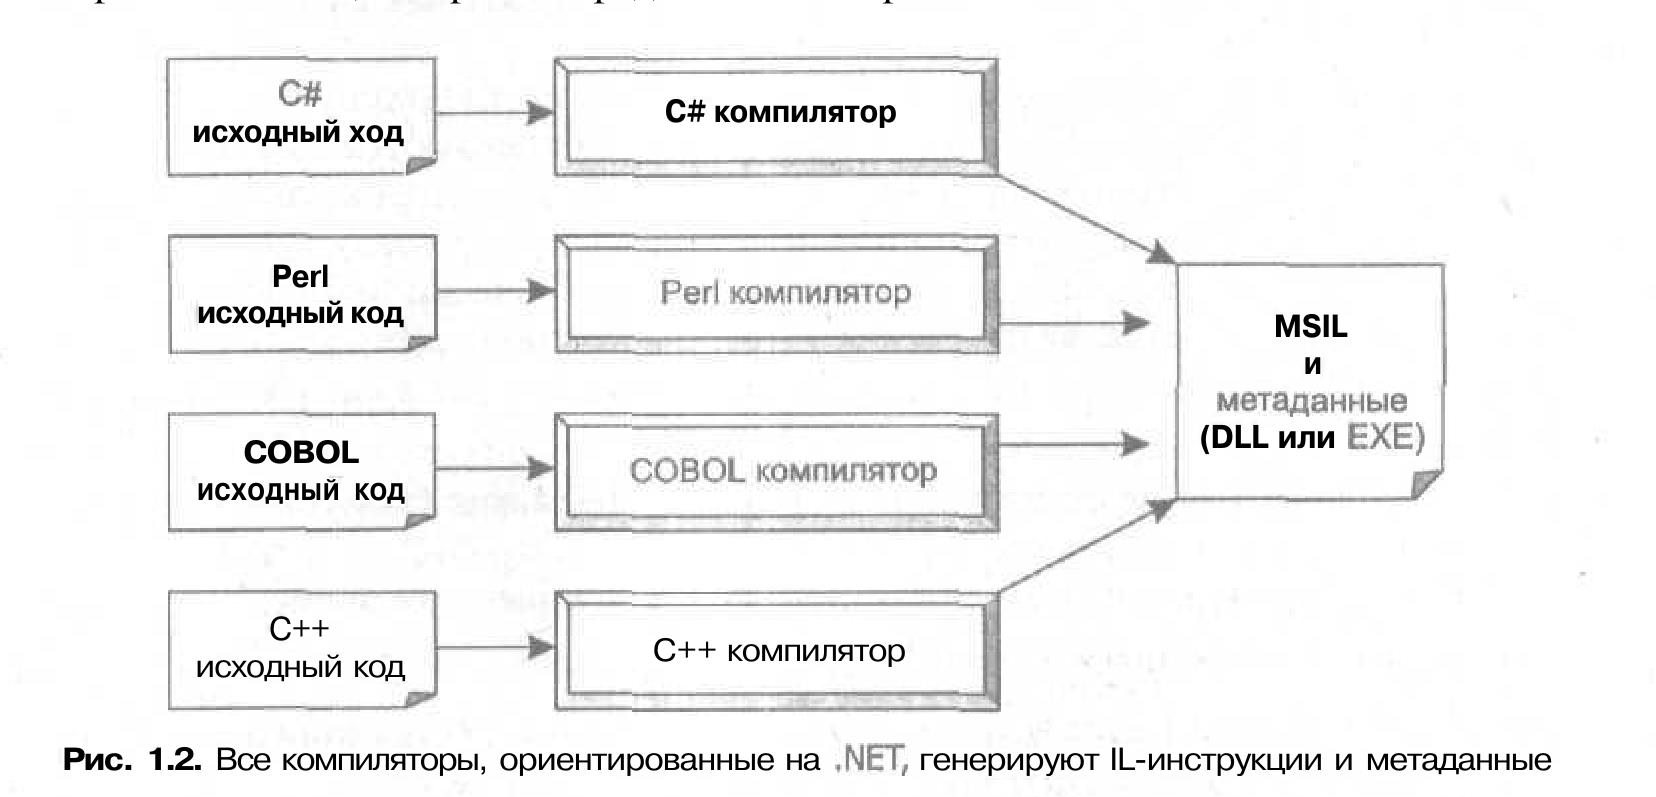 C#
исходный ход
C# компилятор
Perl
исходный код
Perl компилятор
COBOL
исходный код
COBOL компилятор
C++
исходный код
C++ компилятор
MSIL
и
метаданные
(DLL или EXE)
Рис. 1.2. Все компиляторы, ориентированные на .NET, генерируют IL-инструкции и метаданные